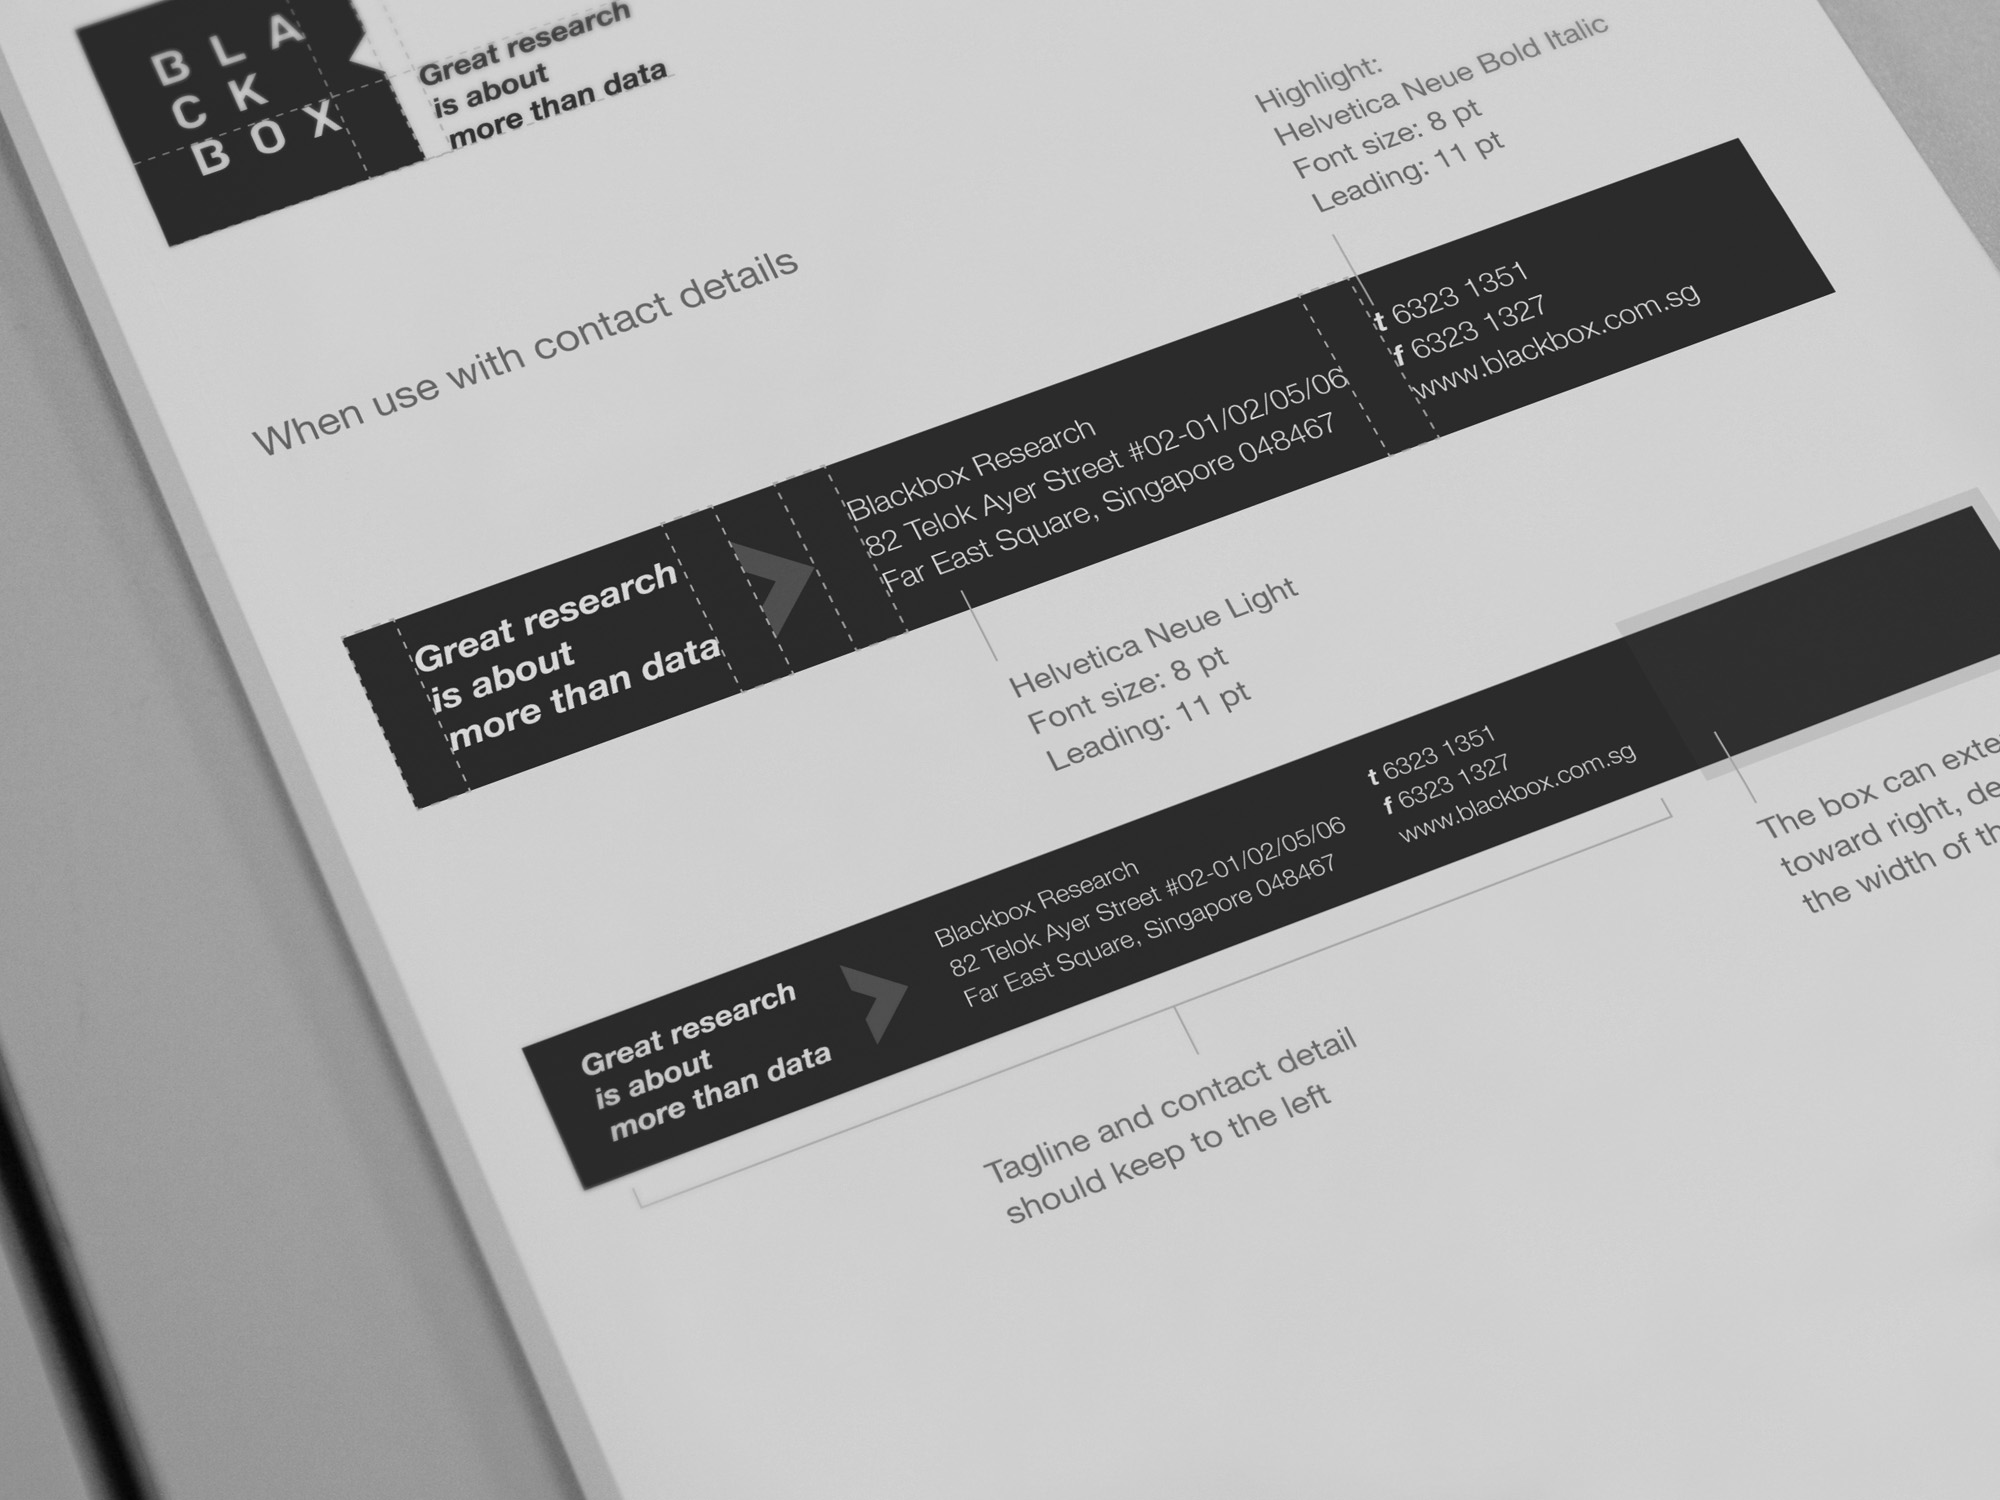 BLA
CK
BOX
Great research
is about
more than data
When use with contact details
Highlight:
Helvetica Neue Bold Italic
Font size: 8 pt
Leading: 11 pt
Great research
is about
more than data
Blackbox Research
82 Telok Ayer Street #02-01/02/05/06
Far East Square, Singapore 048467
t 6323 1351
f 6323 1327
www.blackbox.com.sg
Helvetica Neue Light
Font size: 8 pt
Leading: 11 pt
Great research
is about
more than data
Blackbox Research
82 Telok Ayer Street #02-01/02/05/06
Far East Square, Singapore 048467
t 6323 1351
f 6323 1327
www.blackbox.com.sg
The box can
toward right,
the width of
Tagline and contact detail
should keep to the left